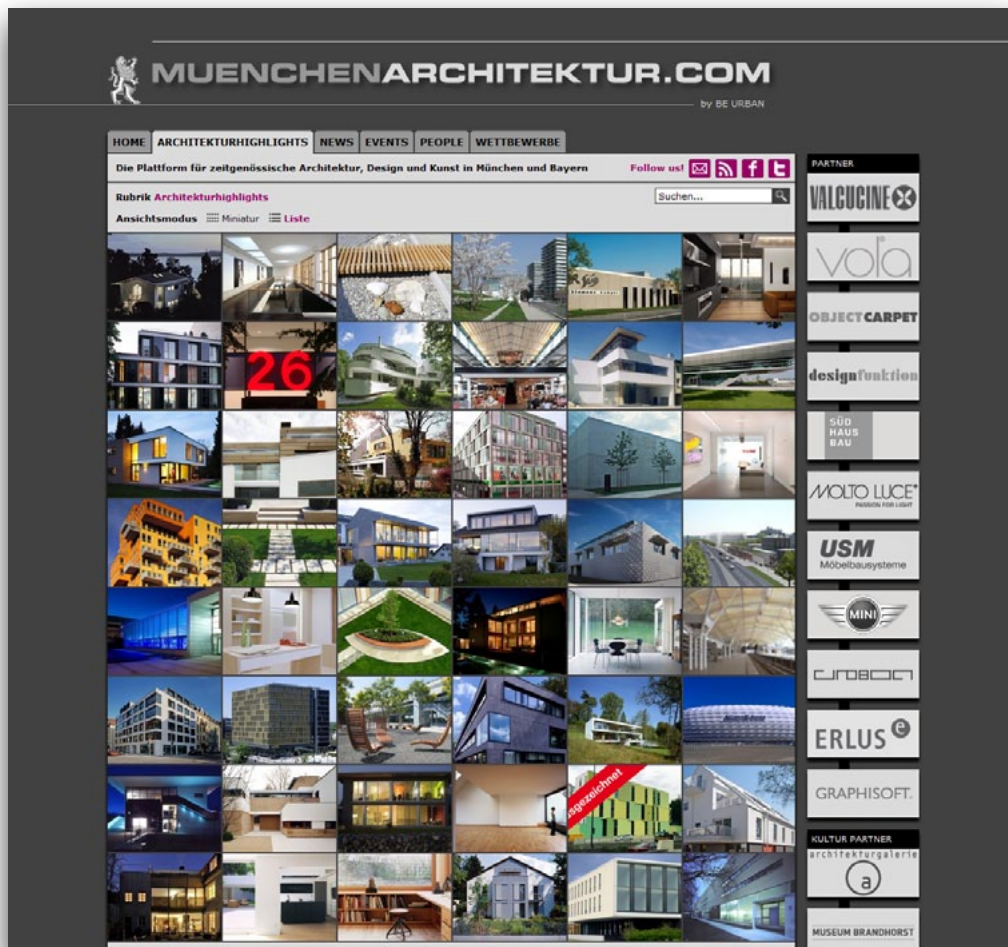 MUENCHENARCHITEKTUR.COM
by BE URBAN
HOME ARCHITEKTURHIGHLIGHTS NEWS EVENTS PEOPLE WETTBEWERBE
Die Plattform für zeitgenössische Architektur, Design und Kunst in München und Bayern Follow us!
Rubrik Architekturhighlights
Suchen...
Ansichtsmodus Miniatur Liste
26
sgezeichnet
PARTNER
VALCUCINE
vola
OBJECTCARPET
designfunktion
SÜD
HAUS
BAU
MOLTO LUCE
PASSION FOR LIGHT
USM
Möbelbausysteme
MINI
ERLUS e
GRAPHISOFT.
KULTUR PARTNER
architekturgalerie
a
MUSEUM BRANDHORST